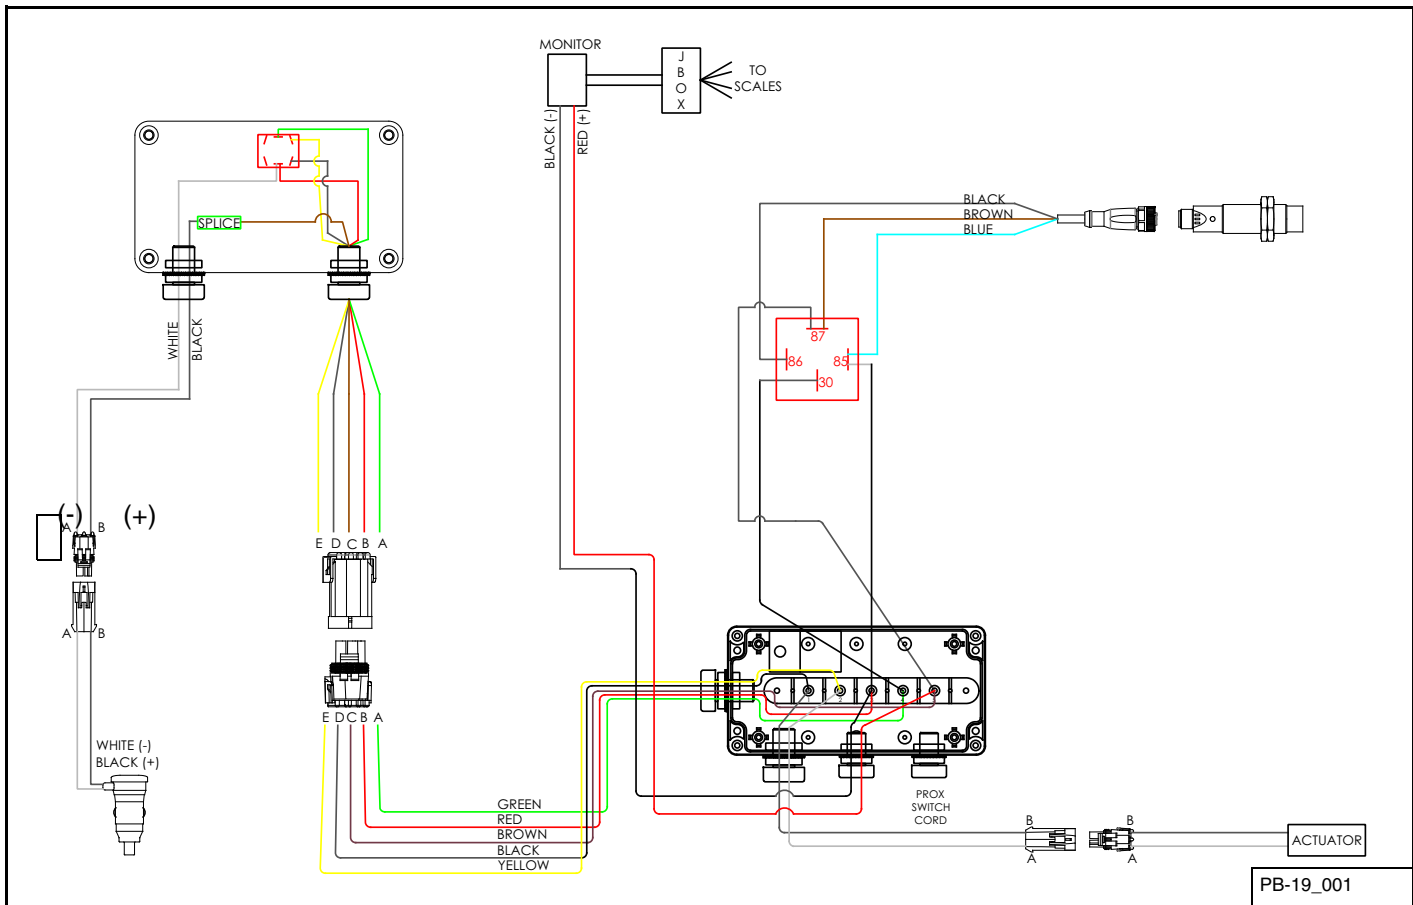 MONITOR
J
B
O
X
TO
SCALES
BLACK (-)
RED (+)
SPLICE
BLACK
BROWN
BLUE
WHITE
BLACK
87
86
85
30
(-)
(+)
A
B
E D C B A
A
B
E D C B A
WHITE (-)
BLACK (+)
GREEN
RED
BROWN
BLACK
YELLOW
PROX
SWITCH
CORD
B
A
B
A
ACTUATOR
PB-19_001